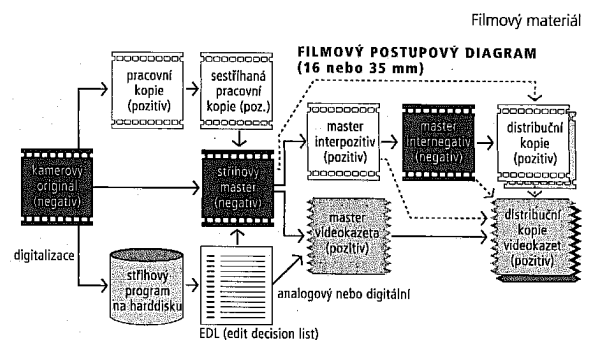 Filmový materiál
FILMOVÝ POSTUPOVÝ DIAGRAM
(16 nebo 35 mm)
pracovní
kopie
(pozitiv)
sestříhaná
pracovní
kopie (poz.)
kamerový
originál
(negativ)
střihový
master
(negativ)
master
interpozitiv
(pozitiv)
master
internegativ
(negativ)
distribuční
kopie
(pozitiv)
digitalizace
střihový
program
na harddisku
EDL (edit decision list)
master
videokazeta
(pozitiv)
analogový nebo digitální
distribuční
kopie
videokazet
(pozitiv)